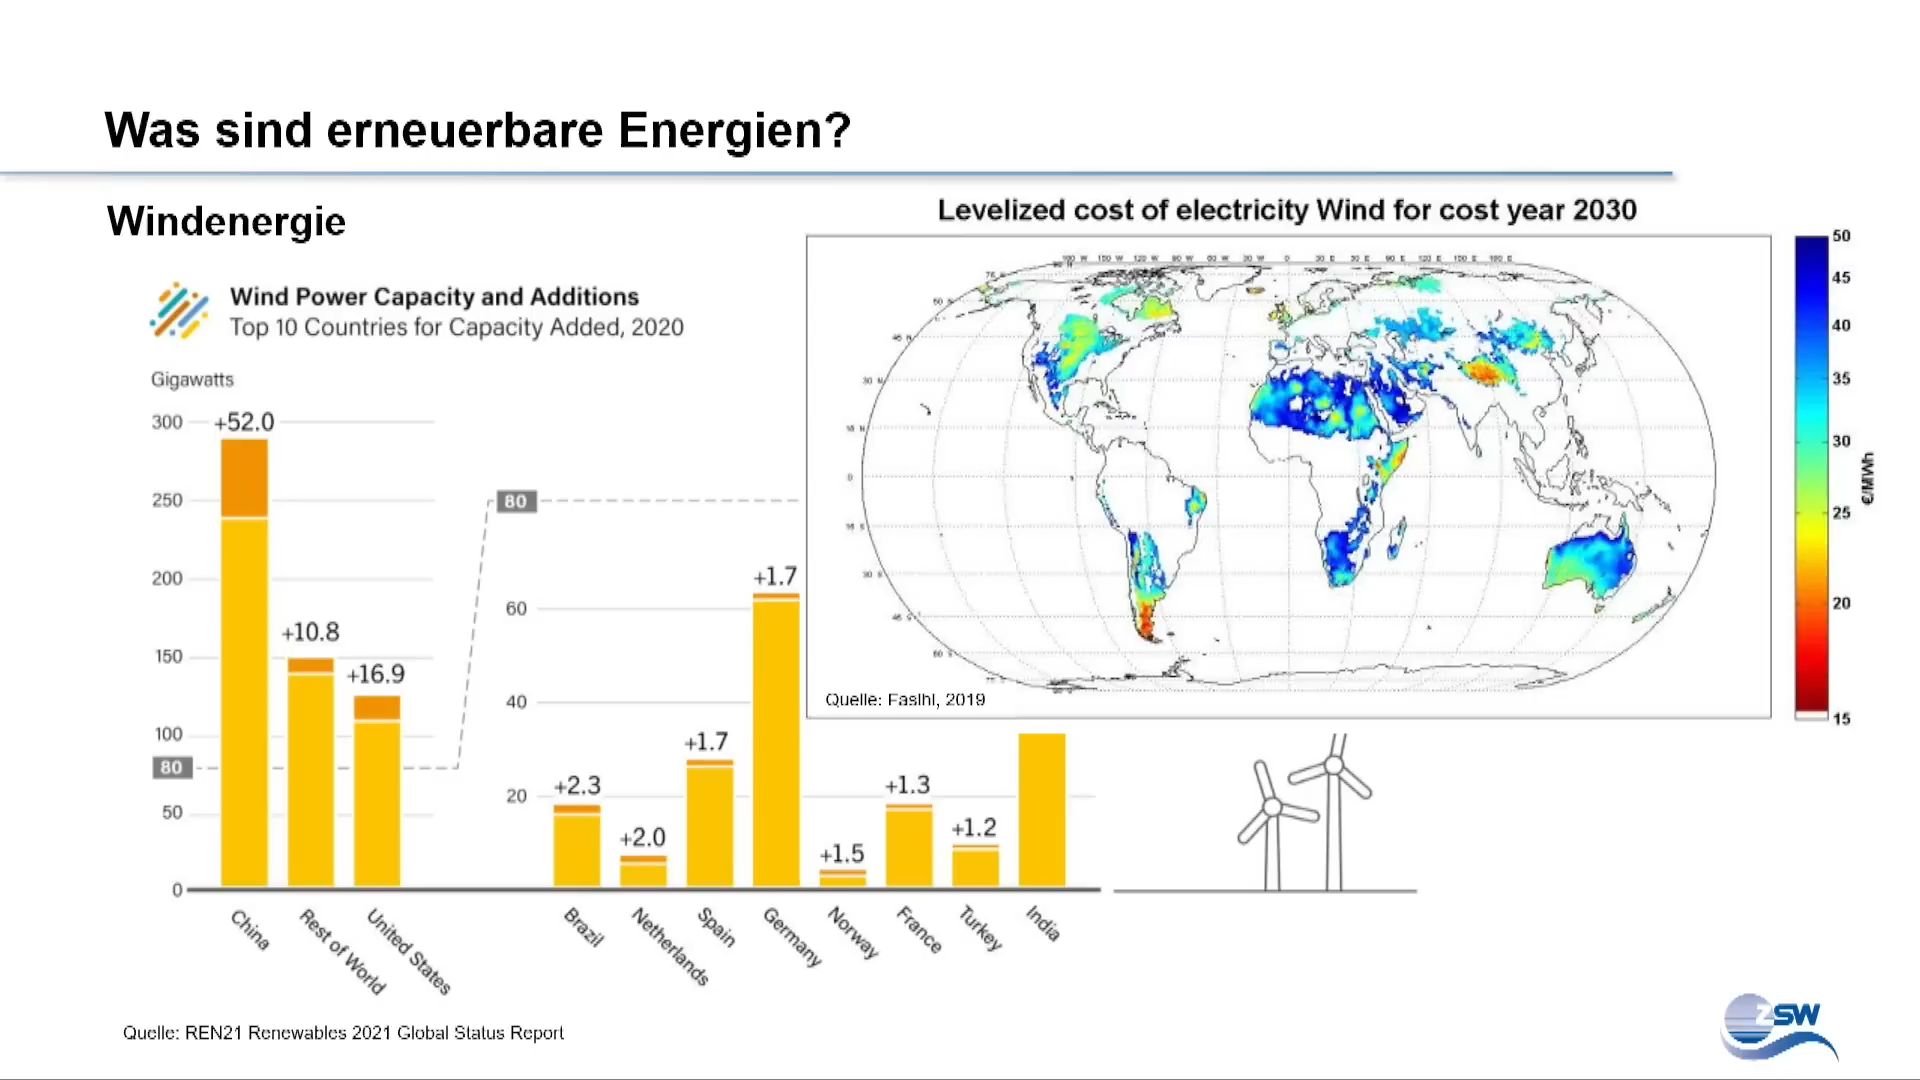 Was sind erneuerbare Energien?
Windenergie
Wind Power Capacity and Additions
Top 10 Countries for Capacity Added, 2020
Gigawatts
300
250
200
150
100
80
50
0
+52.0
+10.8
+16.9
80
60
40
20
+2.3
+2.0
+1.7
+1.7
+1.5
+1.3
+1.2
China
Rest of World
United States
Brazil
Netherlands
Spain
Germany
Norway
France
Turkey
India
Levelized cost of electricity Wind for cost year 2030
50
45
40
35
30
25
20
15
€/MWh
Quelle: Fasihi, 2019
Quelle: REN21 Renewables 2021 Global Status Report
ZSW